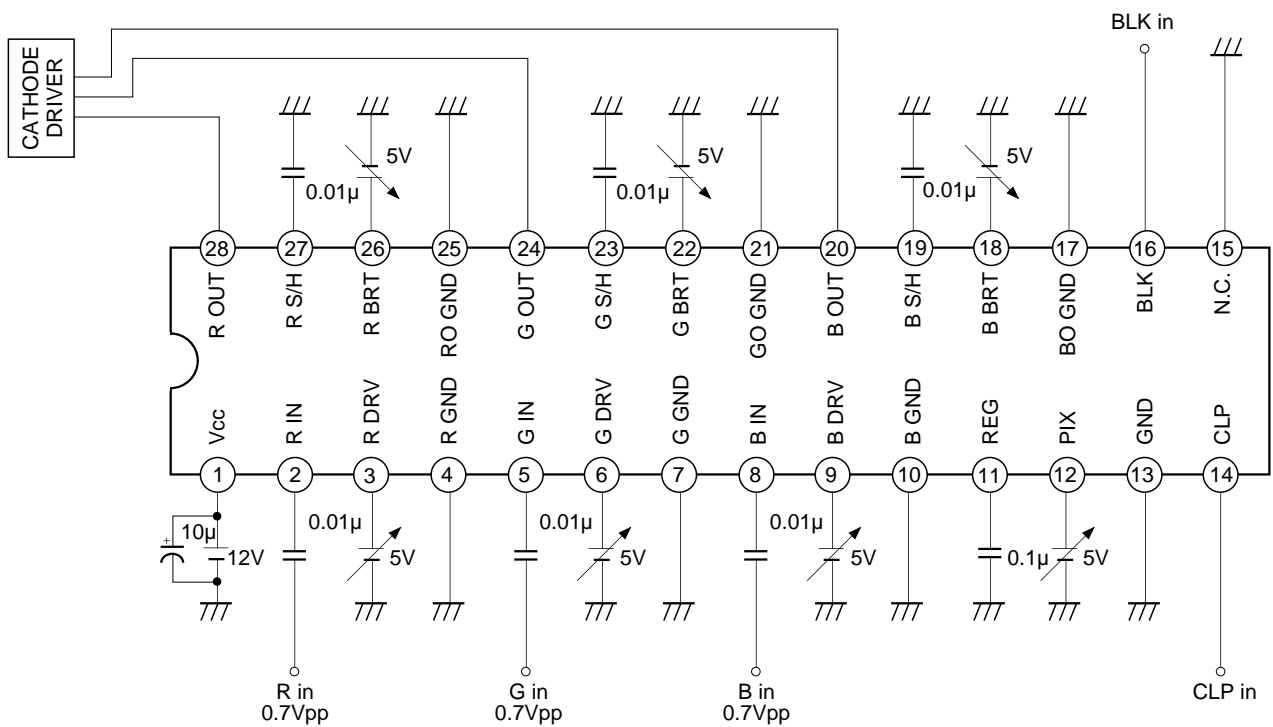 BLK in
CATHODE
DRIVER
5V
5V
5V
0.01µ
0.01µ
0.01µ
28
27
26
25
24
23
22
21
20
19
18
17
16
15
R OUT
R S/H
R BRT
RO GND
G OUT
G S/H
G BRT
GO GND
B OUT
B S/H
B BRT
BO GND
BLK
N.C.
Vcc
R IN
R DRV
R GND
G IN
G DRV
G GND
B IN
B DRV
B GND
REG
PIX
GND
CLP
1
2
3
4
5
6
7
8
9
10
11
12
13
14
+
10µ
12V
0.01µ
5V
0.01µ
5V
0.01µ
5V
0.1µ
5V
R in
0.7Vpp
G in
0.7Vpp
B in
0.7Vpp
CLP in